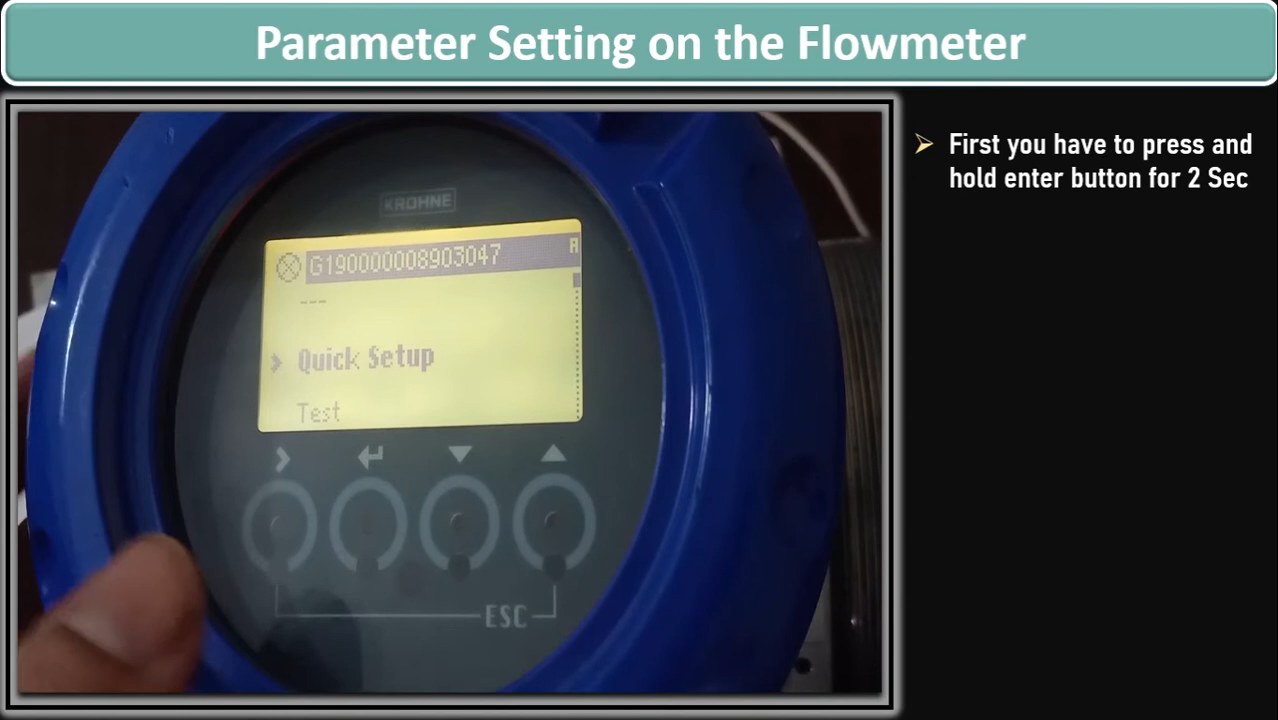 Parameter Setting on the Flowmeter
First you have to press and
hold enter button for 2 Sec
KROHNE
G190000008903047
A
---
Quick Setup
Test
ESC